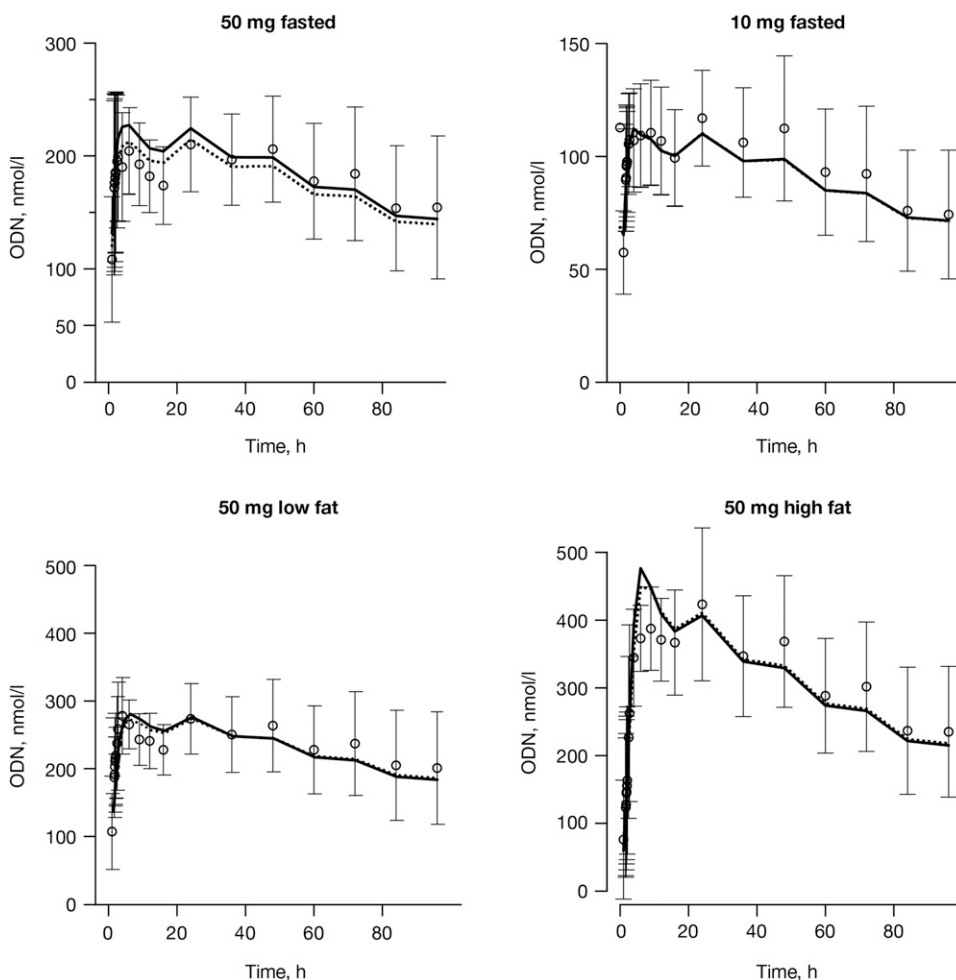 50 mg fasted
300
200
100
50
0
ODN, nmol/l
0 20 40 60 80
Time, h
10 mg fasted
150
100
50
0
ODN, nmol/l
0 20 40 60 80
Time, h
50 mg low fat
500
400
300
200
100
0
ODN, nmol/l
0 20 40 60 80
Time, h
50 mg high fat
500
400
300
200
100
0
ODN, nmol/l
0 20 40 60 80
Time, h